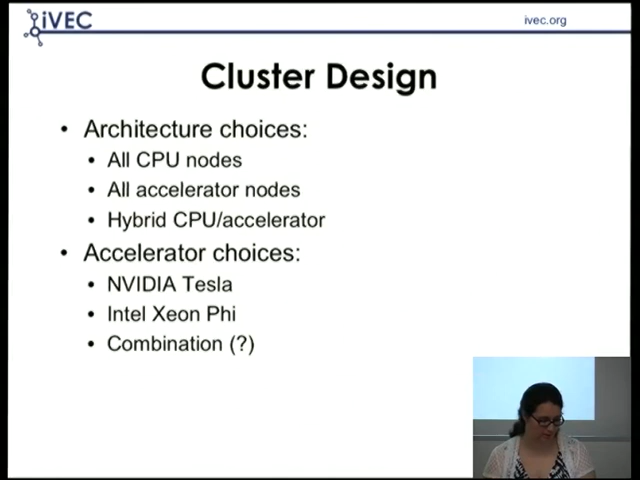 iVEC
ivec.org
Cluster Design
• Architecture choices:
• All CPU nodes
• All accelerator nodes
• Hybrid CPU/accelerator
• Accelerator choices:
• NVIDIA Tesla
• Intel Xeon Phi
• Combination (?)